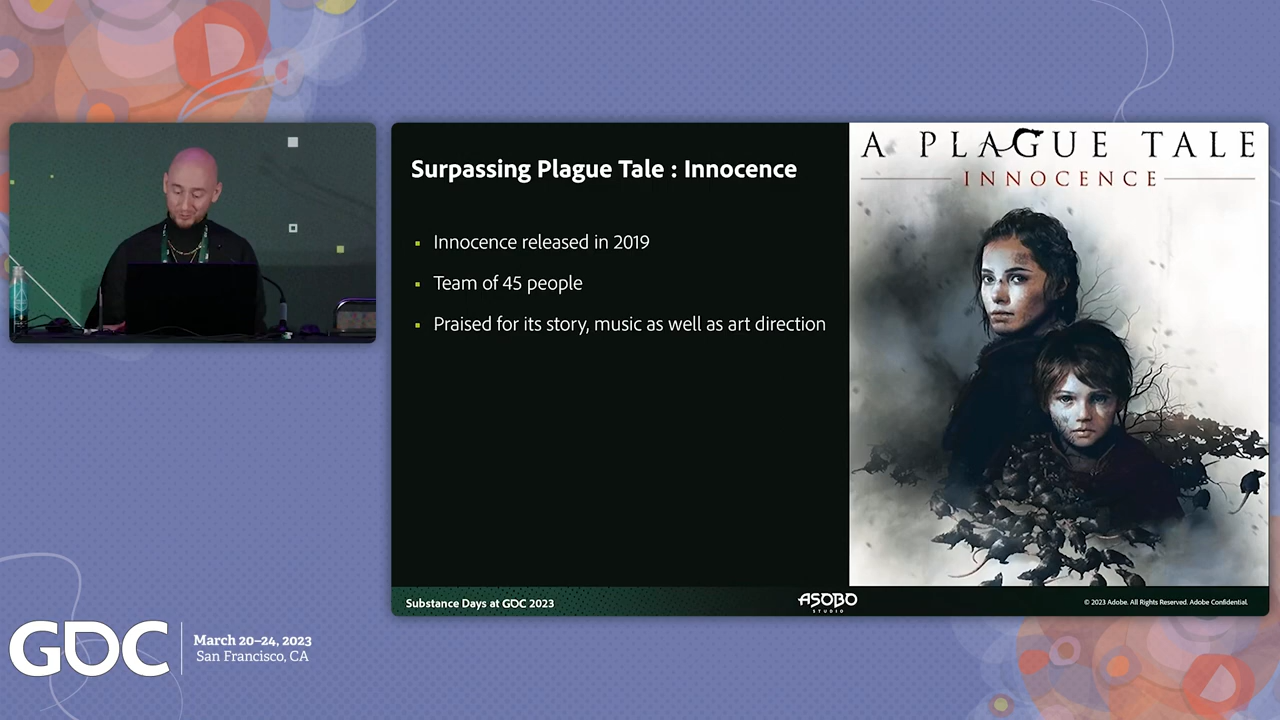 Surpassing Plague Tale : Innocence
Innocence released in 2019
Team of 45 people
Praised for its story, music as well as art direction
A PLAGUE TALE
INNOCENCE
Substance Days at GDC 2023
ASOBO
STUDIO
© 2023 Adobe. All Rights Reserved. Adobe Confidential.
GDC
March 20–24, 2023
San Francisco, CA